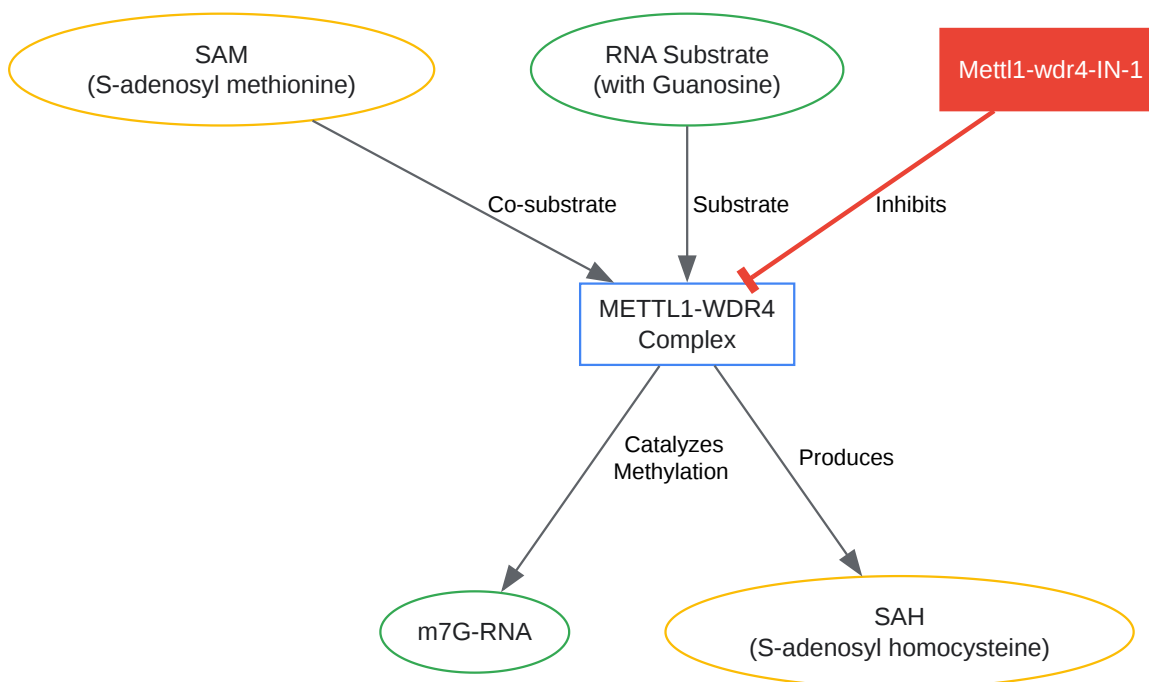 SAM
(S-adenosyl methionine)
RNA Substrate
(with Guanosine)
Mettl1-wdr4-IN-1
Co-substrate
Substrate
Inhibits
METTL1-WDR4
Complex
Catalyzes
Methylation
Produces
m7G-RNA
SAH
(S-adenosyl homocysteine)